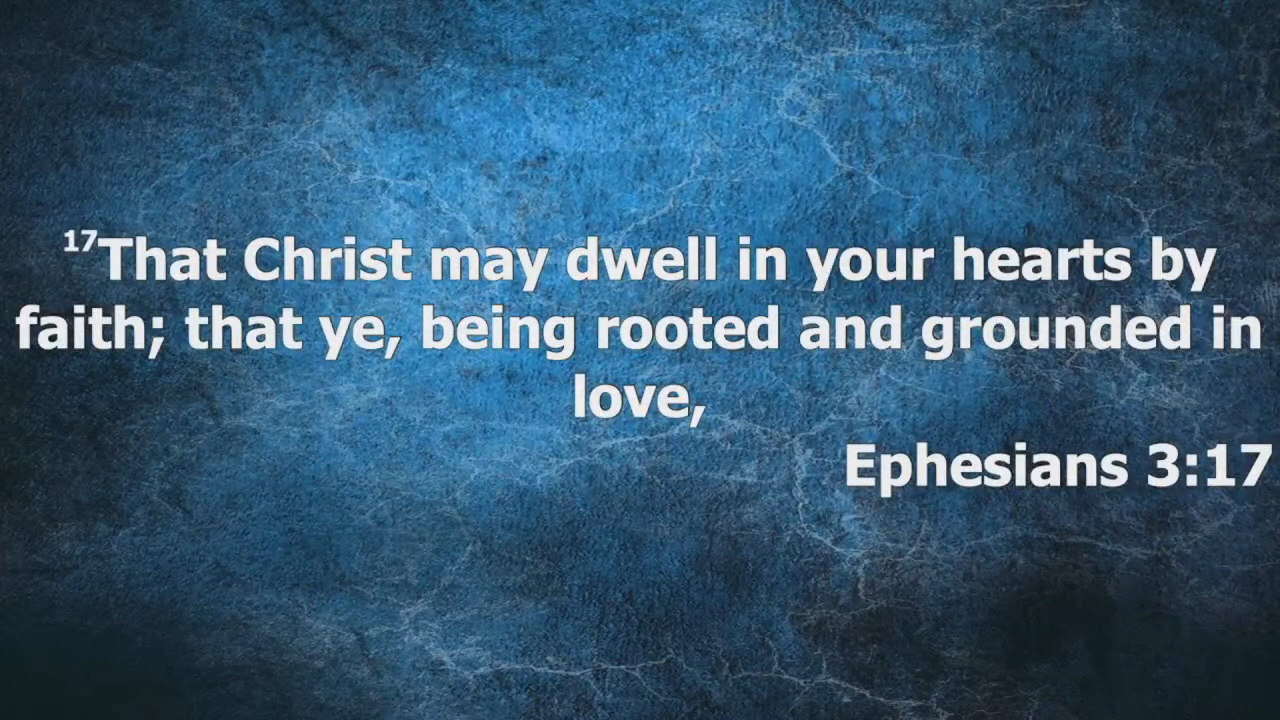 17That Christ may dwell in your hearts by
faith; that ye, being rooted and grounded in
love,
Ephesians 3:17